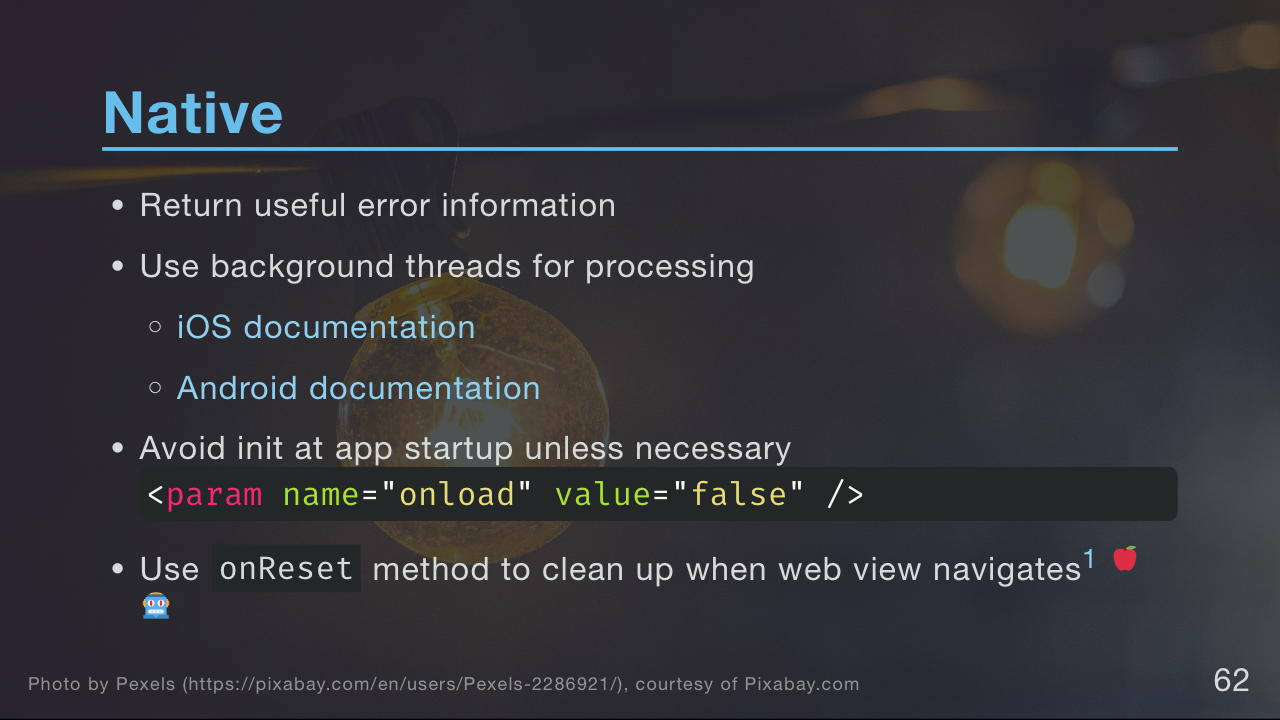 Native
• Return useful error information
• Use background threads for processing
○ iOS documentation
○ Android documentation
• Avoid init at app startup unless necessary
<param name="onload" value="false" />
• Use onReset method to clean up when web view navigates1 🍎
🤖
Photo by Pexels (https://pixabay.com/en/users/Pexels-2286921/), courtesy of Pixabay.com
62